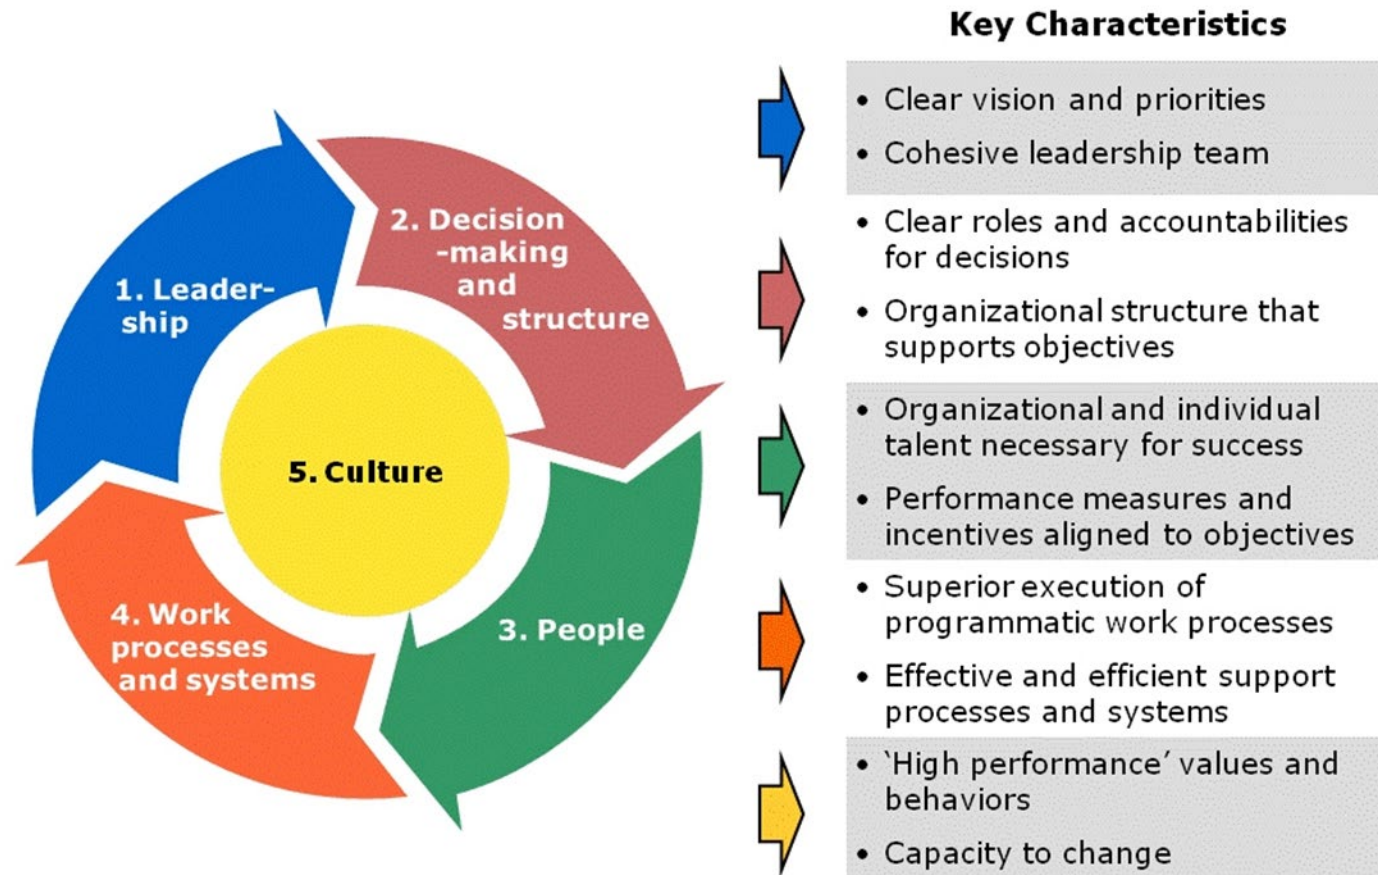 Key Characteristics
1. Leader-
ship
2. Decision
-making
and
structure
3. People
4. Work
processes
and systems
5. Culture
• Clear vision and priorities
• Cohesive leadership team
• Clear roles and accountabilities
for decisions
• Organizational structure that
supports objectives
• Organizational and individual
talent necessary for success
• Performance measures and
incentives aligned to objectives
• Superior execution of
programmatic work processes
• Effective and efficient support
processes and systems
• ‘High performance’ values and
behaviors
• Capacity to change